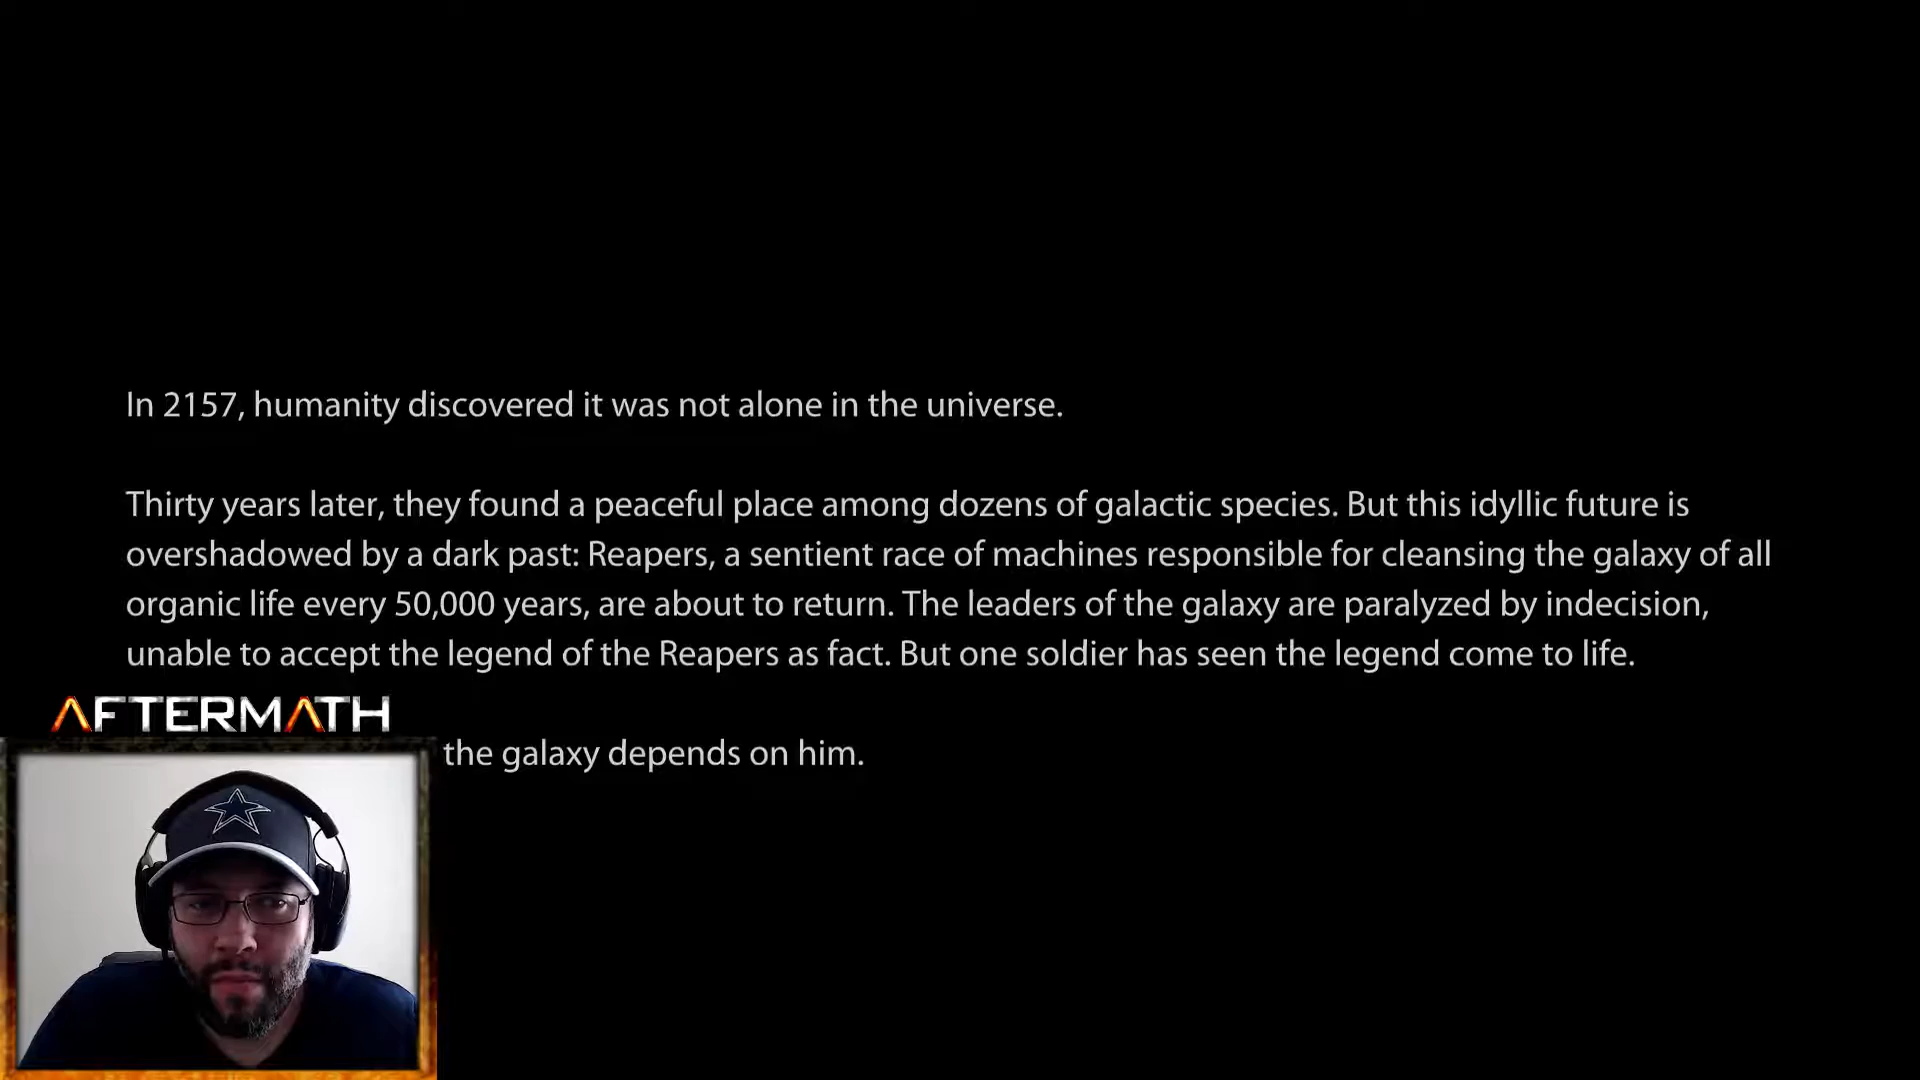 In 2157, humanity discovered it was not alone in the universe.
Thirty years later, they found a peaceful place among dozens of galactic species. But this idyllic future is
overshadowed by a dark past: Reapers, a sentient race of machines responsible for cleansing the galaxy of all
organic life every 50,000 years, are about to return. The leaders of the galaxy are paralyzed by indecision,
unable to accept the legend of the Reapers as fact. But one soldier has seen the legend come to life.
AFTERMATH
the galaxy depends on him.